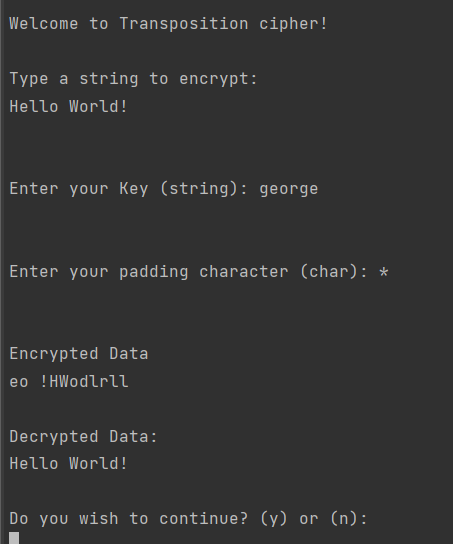 Welcome to Transposition cipher!
Type a string to encrypt:
Hello World!
Enter your Key (string): george
Enter your padding character (char): *
Encrypted Data
eo !HWodlrll
Decrypted Data:
Hello World!
Do you wish to continue? (y) or (n):